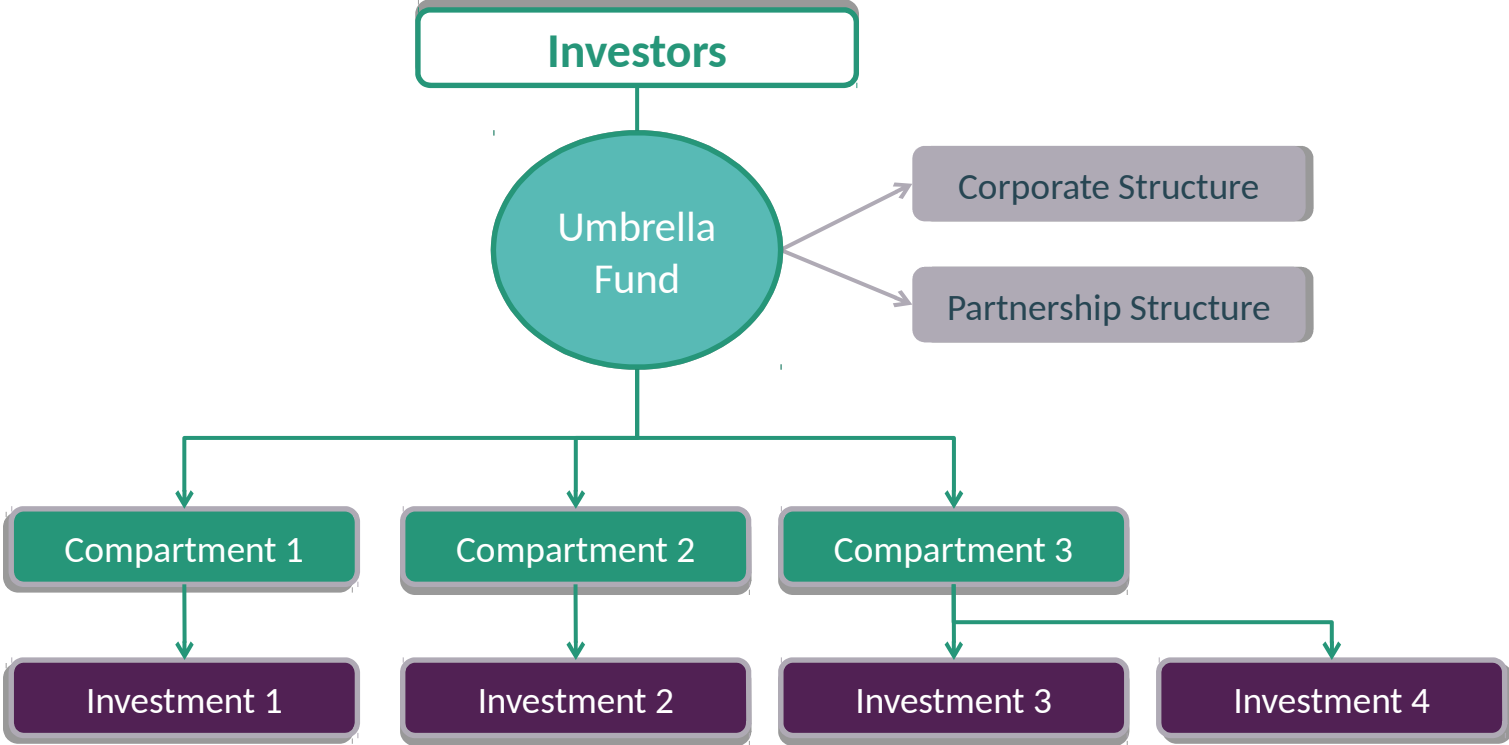 Investors
Umbrella
Fund
Corporate Structure
Partnership Structure
Compartment 1
Compartment 2
Compartment 3
Investment 1
Investment 2
Investment 3
Investment 4